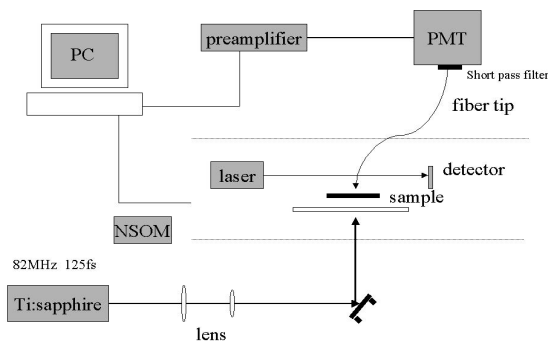 preamplifier
PMT
PC
Short pass filter
fiber tip
laser
detector
sample
NSOM
82MHz 125fs
Ti:sapphire
lens